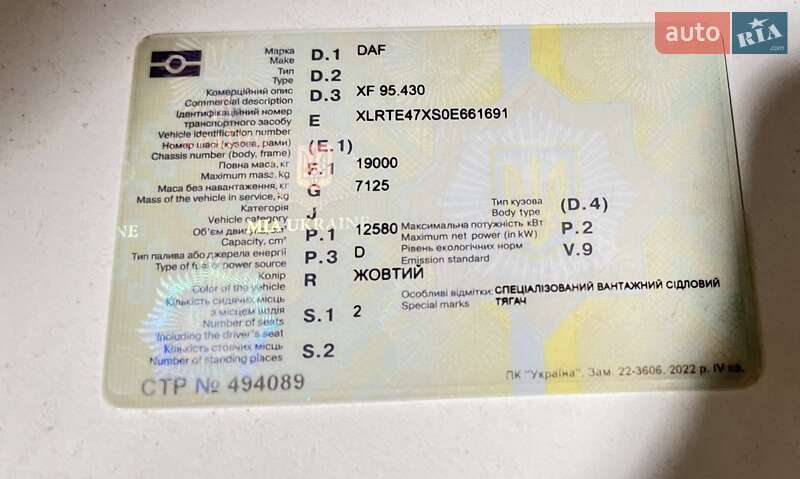 auto RIA.com
Марка
Make D.1 DAF
Тип
Type D.2
Комерційний опис
Commercial description D.3 XF 95.430
Ідентифікаційний номер
транспортного засобу E XLRTE47XS0E661691
Vehicle identification number
Номер шасі (кузова, рами) (E.1)
Chassis number (body, frame)
Повна маса, кг F.1 19000
Maximum mass, kg
Маса без навантаження, кг G 7125
Mass of the vehicle in service, kg
Категорія J
Vehicle category
Об'єм двигуна, см³ P.1 12580
Capacity, cm³
Тип палива або джерела енергії P.3 D
Type of fuel or power source
Колір R ЖОВТИЙ
Color of the vehicle
Кількість сидячих місць
з місцем водія S.1 2
Number of seats
including the driver's seat
Кількість стоячих місць S.2
Number of standing places
Тип кузова (D.4)
Body type
Максимальна потужність кВт P.2
Maximum net power (in kW)
Рівень екологічних норм V.9
Emission standard
Особливі відмітки: СПЕЦІАЛІЗОВАНИЙ ВАНТАЖНИЙ СІДЛОВИЙ
Special marks ТЯГАЧ
MIA UKRAINE
INE
СТР № 494089
ПК "Україна". Зам. 22-3606. 2022 р. IV кв.